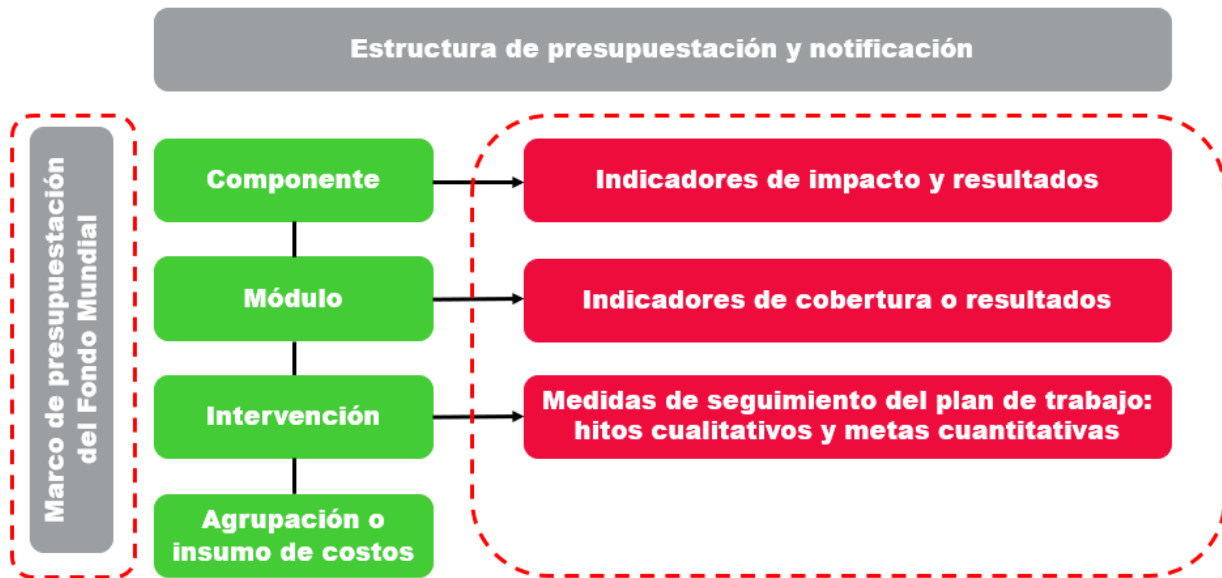 Estructura de presupuestación y notificación
Marco de presupuestación
del Fondo Mundial
Componente
Indicadores de impacto y resultados
Módulo
Indicadores de cobertura o resultados
Intervención
Medidas de seguimiento del plan de trabajo:
hitos cualitativos y metas cuantitativas
Agrupación o
insumo de costos